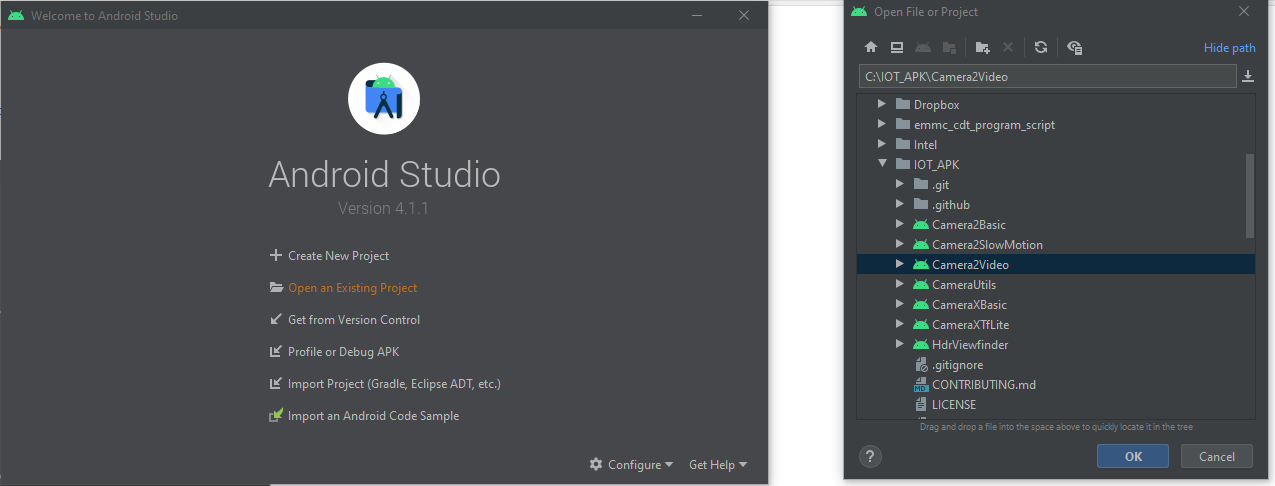 Welcome to Android Studio
Android Studio
Version 4.1.1
Create New Project
Open an Existing Project
Get from Version Control
Profile or Debug APK
Import Project (Gradle, Eclipse ADT, etc.)
Import an Android Code Sample
Configure
Get Help
Open File or Project
Hide path
C:\IOT_APK\Camera2Video
Dropbox
emmc_cdt_program_script
Intel
IOT_APK
.git
.github
Camera2Basic
Camera2SlowMotion
Camera2Video
CameraUtils
CameraXBasic
CameraXTfLite
HdrViewfinder
.gitignore
MD CONTRIBUTING.md
LICENSE
Drag and drop a file into the space above to quickly locate it in the tree
?
OK
Cancel